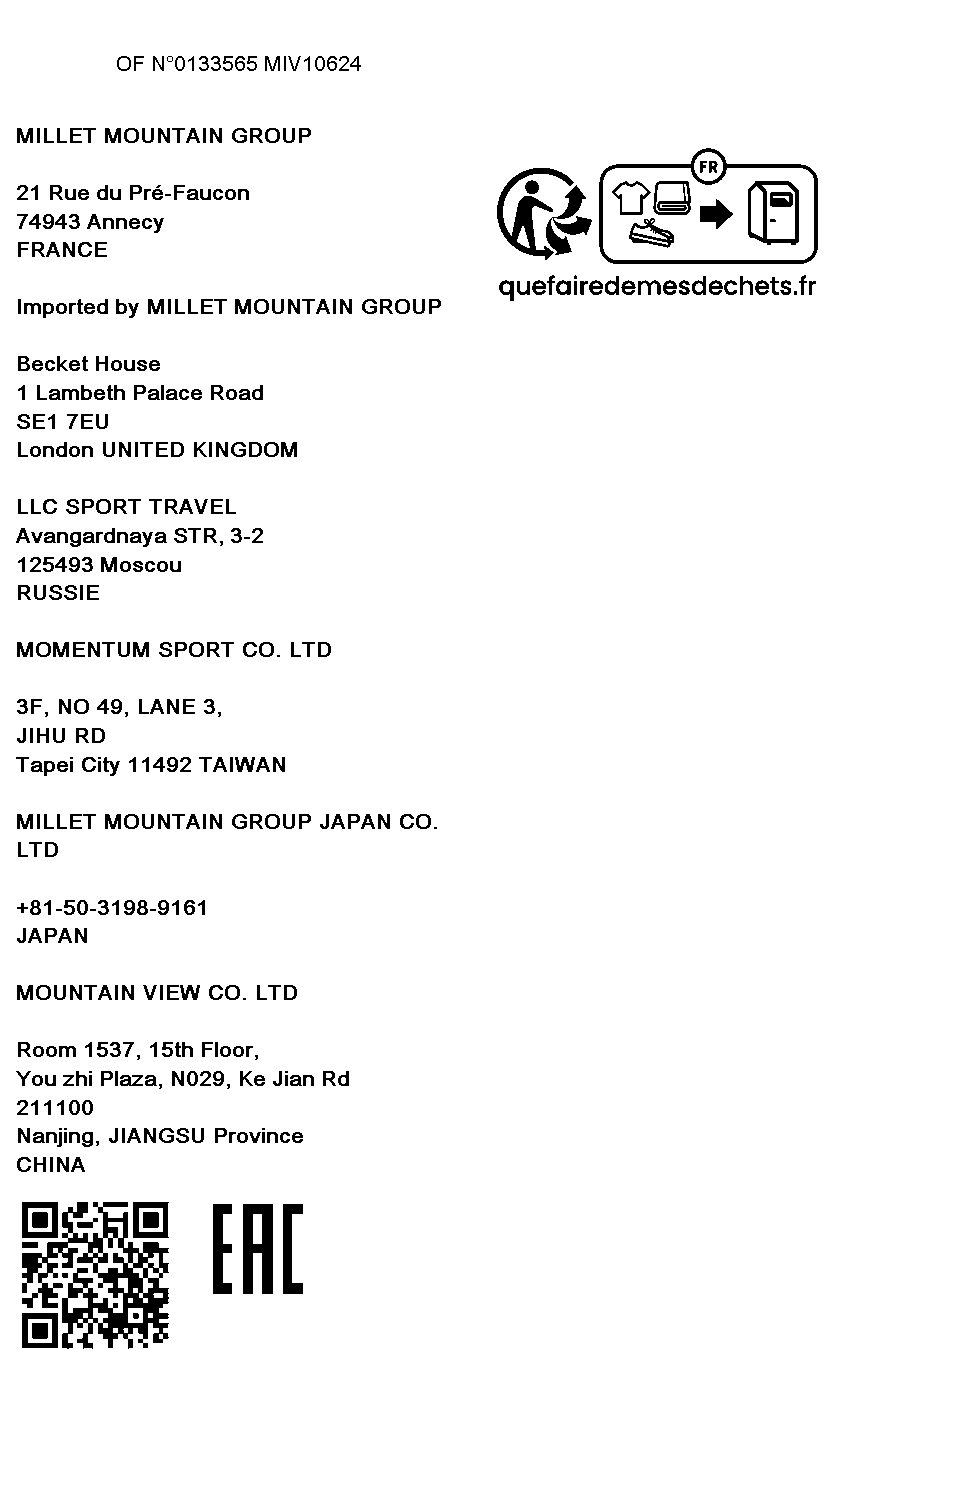 OF N°0133565 MIV10624
MILLET MOUNTAIN GROUP
21 Rue du Pré-Faucon
74943 Annecy
FRANCE
Imported by MILLET MOUNTAIN GROUP
Becket House
1 Lambeth Palace Road
SE1 7EU
London UNITED KINGDOM
LLC SPORT TRAVEL
Avangardnaya STR, 3-2
125493 Moscou
RUSSIE
MOMENTUM SPORT CO. LTD
3F, NO 49, LANE 3,
JIHU RD
Tapei City 11492 TAIWAN
MILLET MOUNTAIN GROUP JAPAN CO.
LTD
+81-50-3198-9161
JAPAN
MOUNTAIN VIEW CO. LTD
Room 1537, 15th Floor,
You zhi Plaza, N029, Ke Jian Rd
211100
Nanjing, JIANGSU Province
CHINA
EAC
FR
quefairedemesdechets.fr